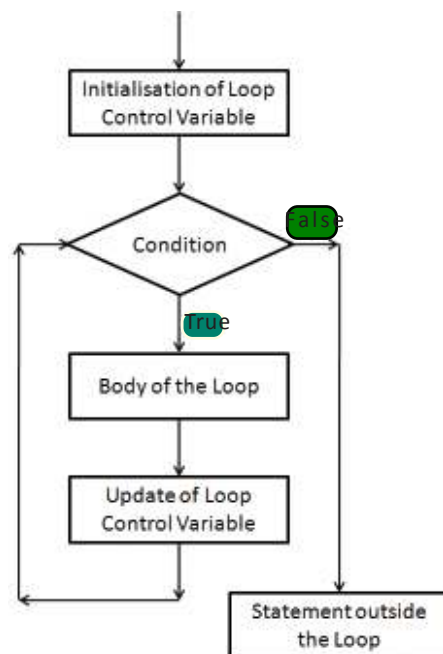 Initialisation of Loop
Control Variable
False
Condition
True
Body of the Loop
Update of Loop
Control Variable
Statement outside
the Loop